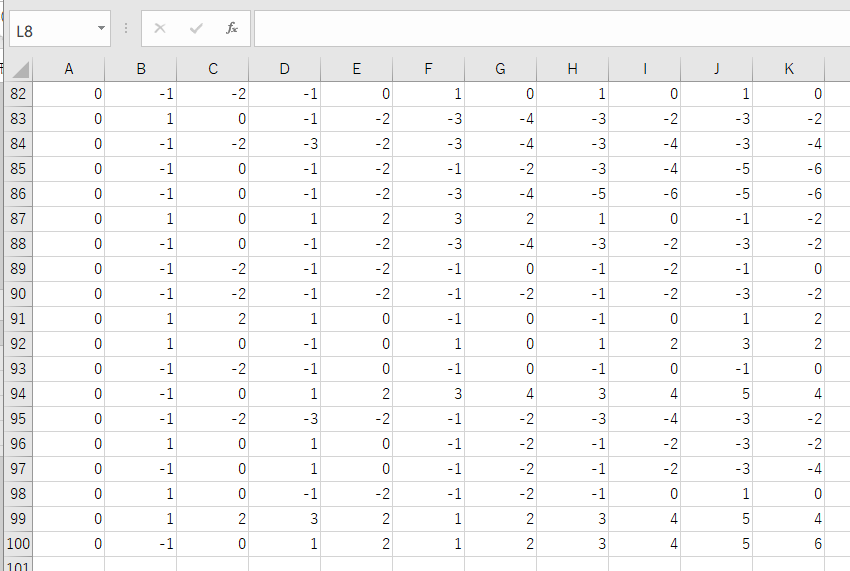 L8 fx
A B C D E F G H I J K
82 0 -1 -2 -1 0 1 0 1 0 1 0
83 0 1 0 -1 -2 -3 -4 -3 -2 -3 -2
84 0 -1 -2 -3 -2 -3 -4 -3 -4 -3 -4
85 0 -1 0 -1 -2 -1 -2 -3 -4 -5 -6
86 0 -1 0 -1 -2 -3 -4 -5 -6 -5 -6
87 0 1 0 1 2 3 2 1 0 -1 -2
88 0 -1 0 -1 -2 -3 -4 -3 -2 -3 -2
89 0 -1 -2 -1 -2 -1 0 -1 -2 -1 0
90 0 -1 -2 -1 -2 -1 -2 -1 -2 -3 -2
91 0 1 2 1 0 -1 0 -1 0 1 2
92 0 1 0 -1 0 1 0 1 2 3 2
93 0 -1 -2 -1 0 -1 0 -1 0 -1 0
94 0 -1 0 1 2 3 4 3 4 5 4
95 0 -1 -2 -3 -2 -1 -2 -3 -4 -3 -2
96 0 1 0 1 0 -1 -2 -1 -2 -3 -2
97 0 -1 0 1 0 -1 -2 -1 -2 -3 -4
98 0 1 0 -1 -2 -1 -2 -1 0 1 0
99 0 1 2 3 2 1 2 3 4 5 4
100 0 -1 0 1 2 1 2 3 4 5 6
101